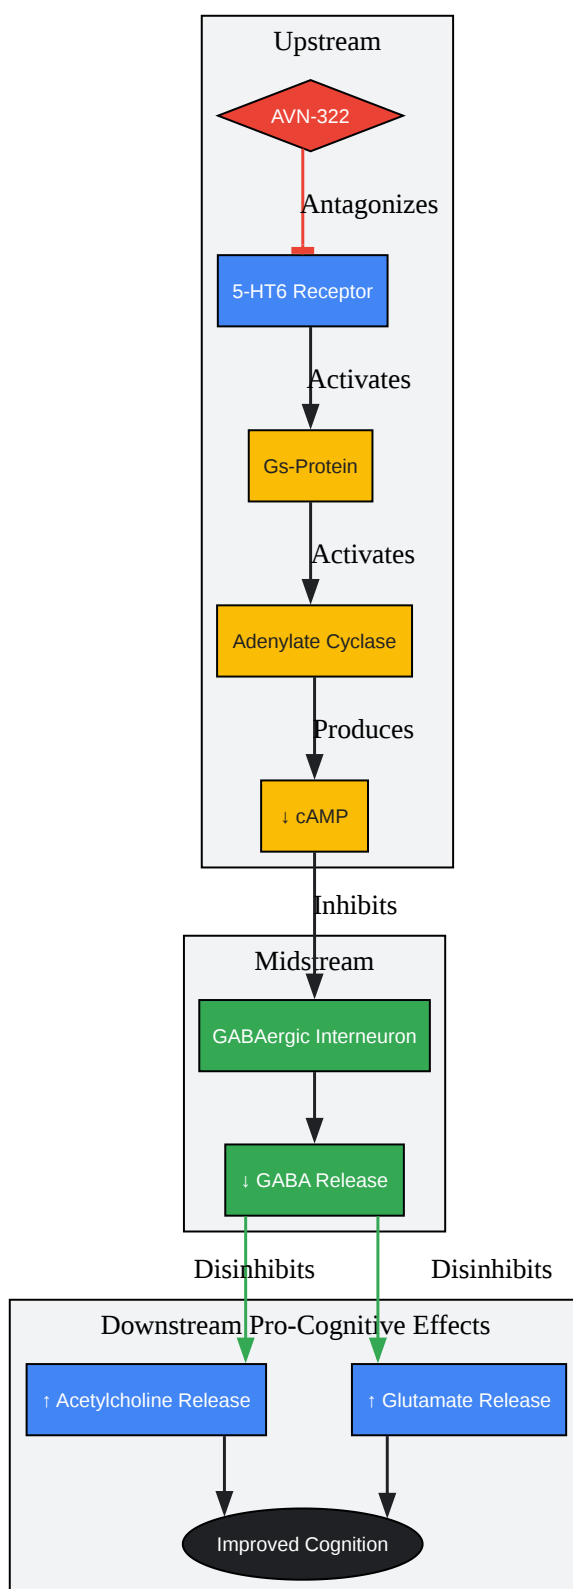 Upstream
AVN-322
Antagonizes
5-HT6 Receptor
Activates
Gs-Protein
Activates
Adenylate Cyclase
Produces
↓ cAMP
Inhibits
Midstream
GABAergic Interneuron
↓ GABA Release
Disinhibits
Disinhibits
Downstream Pro-Cognitive Effects
↑ Acetylcholine Release
↑ Glutamate Release
Improved Cognition